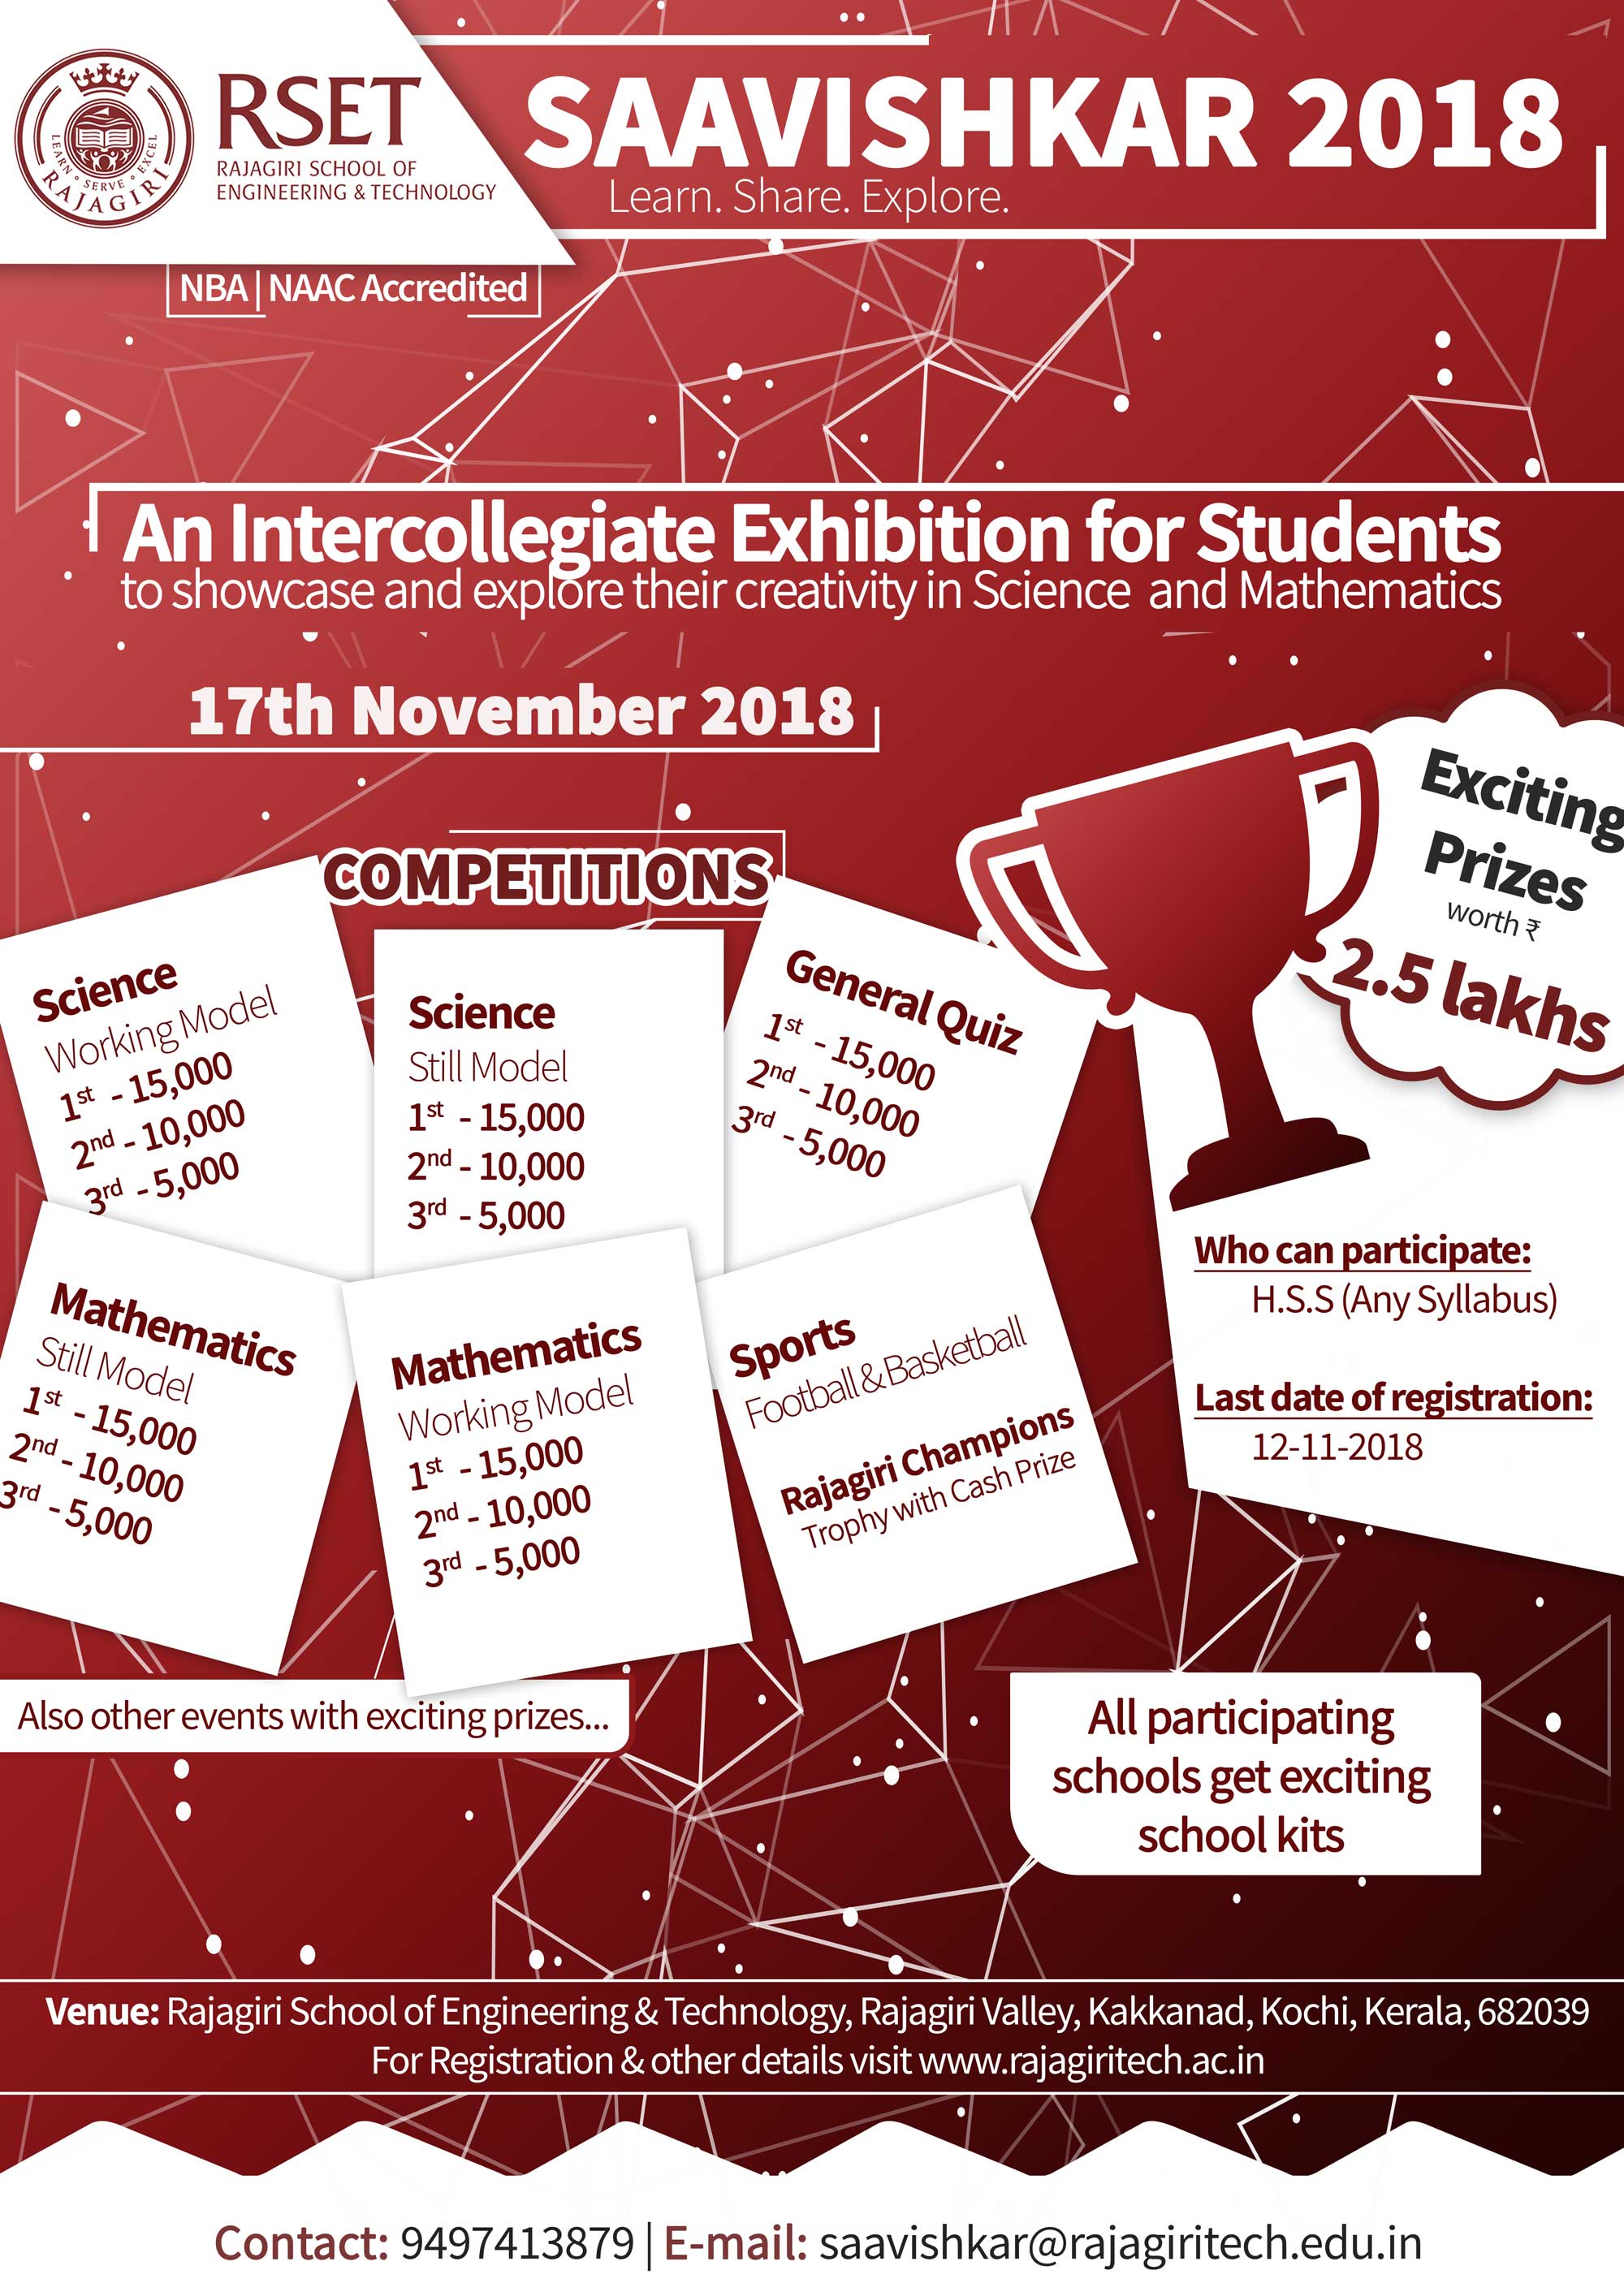 RSET
RAJAGIRI SCHOOL OF
ENGINEERING & TECHNOLOGY
LEARN • SERVE • EXCEL
RAJAGIRI
SAAVISHKAR 2018
Learn. Share. Explore.
NBA | NAAC Accredited
An Intercollegiate Exhibition for Students
to showcase and explore their creativity in Science and Mathematics
17th November 2018
Exciting
Prizes
worth ₹
2.5 lakhs
COMPETITIONS
Science
Working Model
1st - 15,000
2nd - 10,000
3rd - 5,000
Science
Still Model
1st - 15,000
2nd - 10,000
3rd - 5,000
General Quiz
1st - 15,000
2nd - 10,000
3rd - 5,000
Mathematics
Still Model
1st - 15,000
2nd - 10,000
3rd - 5,000
Mathematics
Working Model
1st - 15,000
2nd - 10,000
3rd - 5,000
Sports
Football & Basketball
Rajagiri Champions
Trophy with Cash Prize
Who can participate:
H.S.S (Any Syllabus)
Last date of registration:
12-11-2018
Also other events with exciting prizes...
All participating
schools get exciting
school kits
Venue: Rajagiri School of Engineering & Technology, Rajagiri Valley, Kakkanad, Kochi, Kerala, 682039
For Registration & other details visit www.rajagiritech.ac.in
Contact: 9497413879 | E-mail: saavishkar@rajagiritech.edu.in